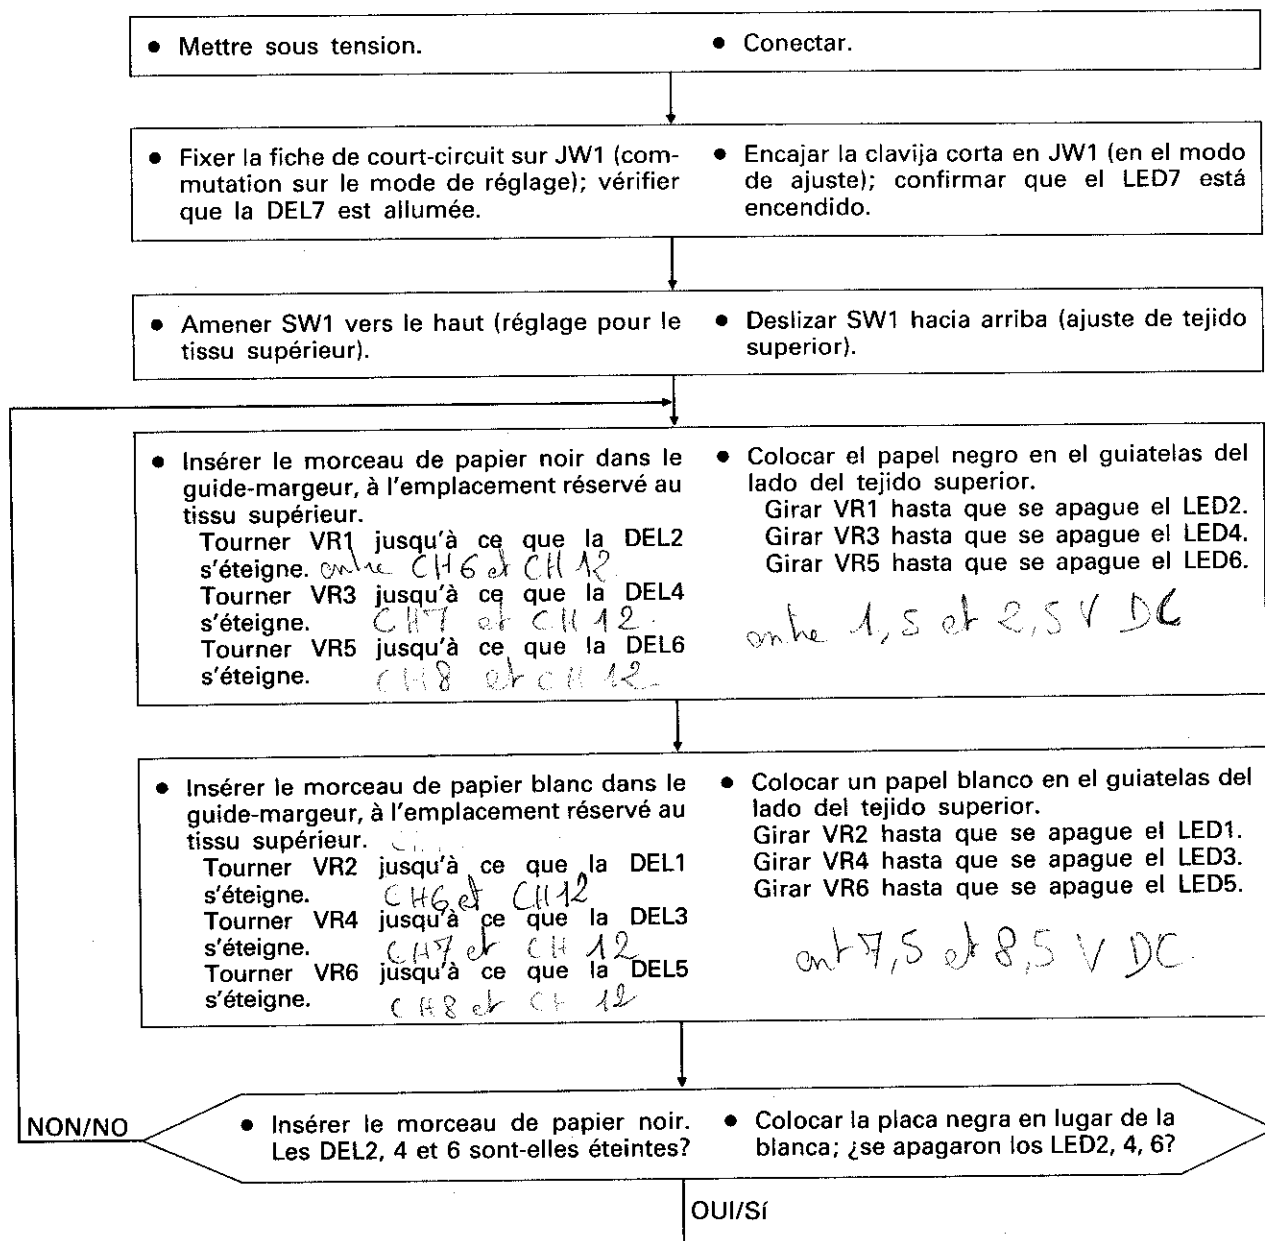 • Mettre sous tension.
• Conectar.
• Fixer la fiche de court-circuit sur JW1 (com-
mutation sur le mode de réglage); vérifier
que la DEL7 est allumée.
• Encajar la clavija corta en JW1 (en el modo
de ajuste); confirmar que el LED7 está
encendido.
• Amener SW1 vers le haut (réglage pour le
tissu supérieur).
• Deslizar SW1 hacia arriba (ajuste de tejido
superior).
• Insérer le morceau de papier noir dans le
guide-margeur, à l'emplacement réservé au
tissu supérieur.
Tourner VR1 jusqu'à ce que la DEL2
s'éteigne. entre CH6 et CH12
Tourner VR3 jusqu'à ce que la DEL4
s'éteigne. CH7 et CH12.
Tourner VR5 jusqu'à ce que la DEL6
s'éteigne. CH8 et CH12
• Colocar el papel negro en el guiatelas del
lado del tejido superior.
Girar VR1 hasta que se apague el LED2.
Girar VR3 hasta que se apague el LED4.
Girar VR5 hasta que se apague el LED6.
entre 1,5 et 2,5 V DC
• Insérer le morceau de papier blanc dans le
guide-margeur, à l'emplacement réservé au
tissu supérieur.
Tourner VR2 jusqu'à ce que la DEL1
s'éteigne. CH6 et CH12
Tourner VR4 jusqu'à ce que la DEL3
s'éteigne. CH7 et CH12
Tourner VR6 jusqu'à ce que la DEL5
s'éteigne. CH8 et CH 12
• Colocar un papel blanco en el guiatelas del
lado del tejido superior.
Girar VR2 hasta que se apague el LED1.
Girar VR4 hasta que se apague el LED3.
Girar VR6 hasta que se apague el LED5.
ent 7,5 et 8,5 V DC.
NON/NO
• Insérer le morceau de papier noir.
Les DEL2, 4 et 6 sont-elles éteintes?
• Colocar la placa negra en lugar de la
blanca; ¿se apagaron los LED2, 4, 6?
OUI/Sí